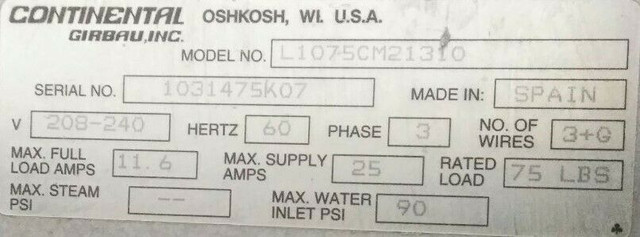 CONTINENTAL OSHKOSH, WI. U.S.A.
GIRBAU, INC.
MODEL NO. L1075CM21310
SERIAL NO. 1031475K07 MADE IN: SPAIN
V 208-240 HERTZ 60 PHASE 3 NO. OF WIRES 3+G
MAX. FULL LOAD AMPS 11.6 MAX. SUPPLY AMPS 25 RATED LOAD 75 LBS
MAX. STEAM PSI -- MAX. WATER INLET PSI 90